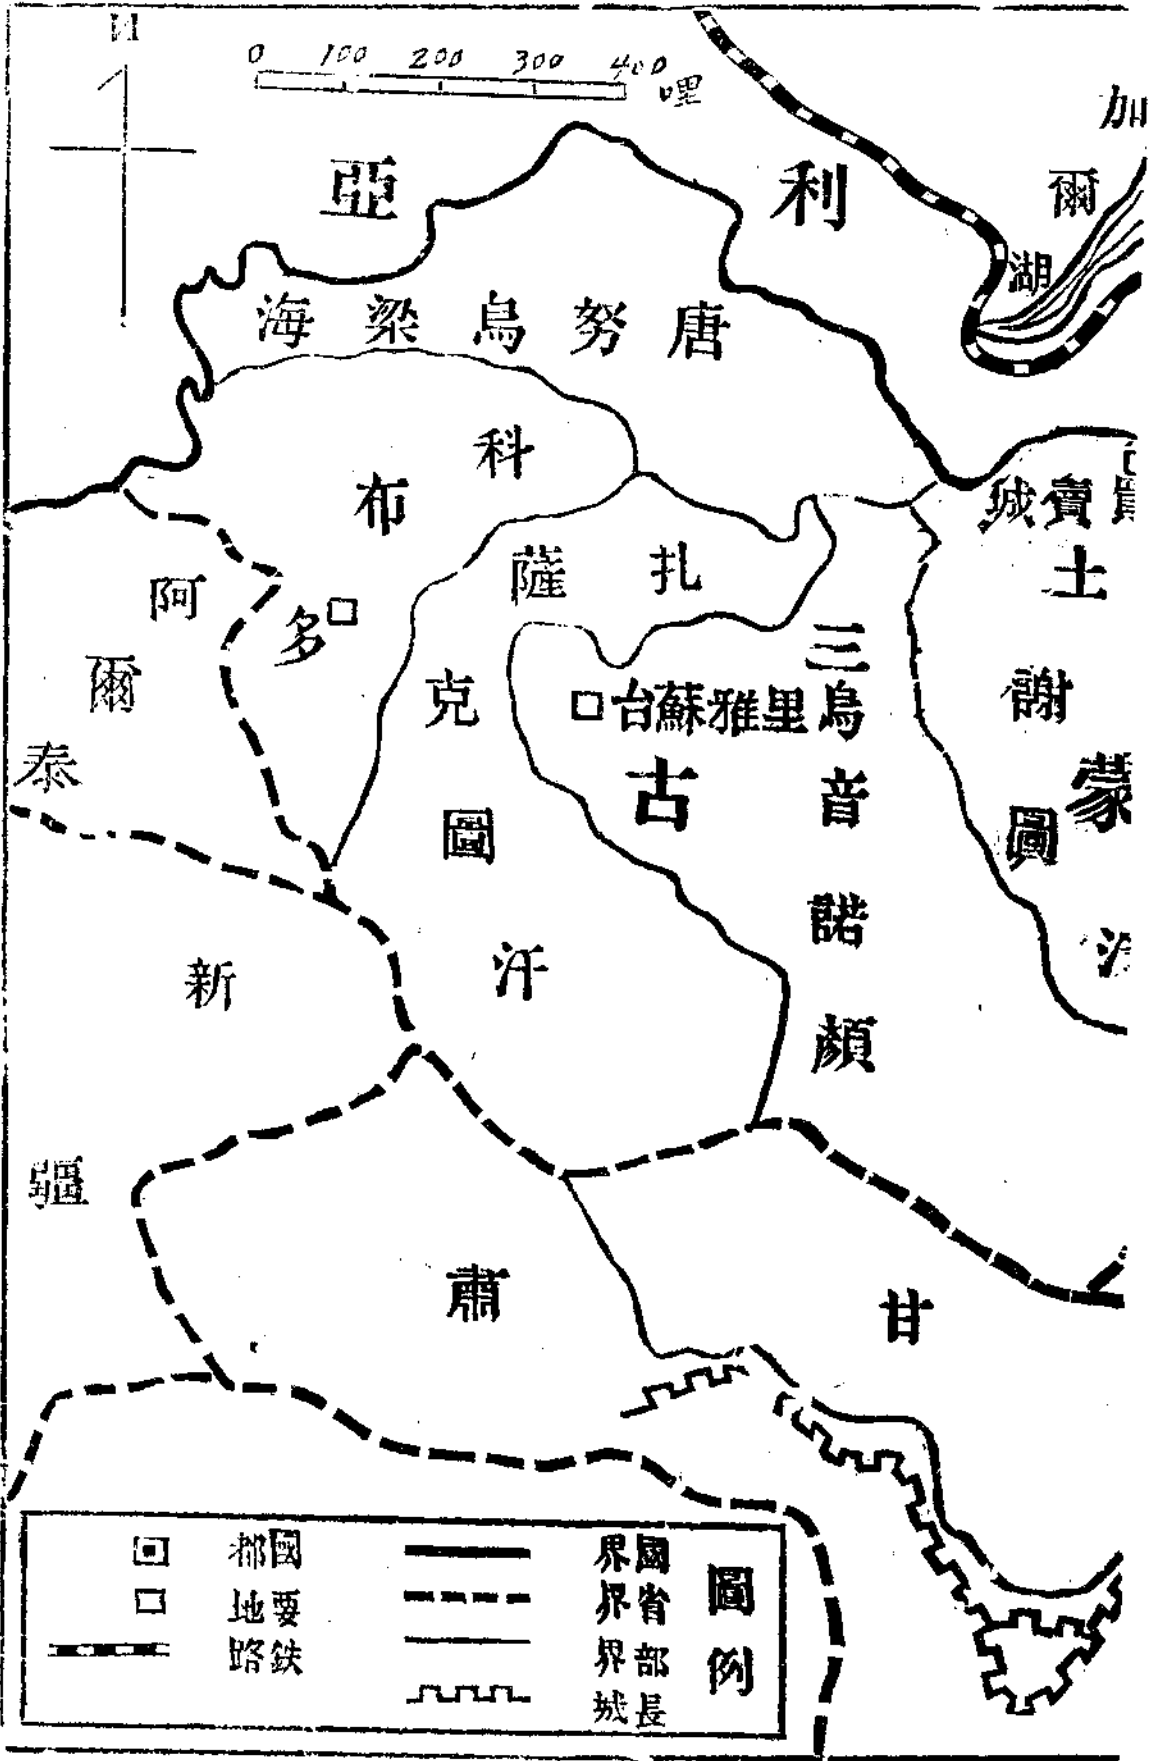 N
0 100 200 300 400 哩
利亞
加爾湖
唐努烏梁海
科布多
買賣城
阿爾泰
扎薩克圖汗
三音諾顏
烏里雅蘇台
土謝圖汗
蒙古
新疆
甘肅
圖例
國界
省界
部界
長城
國都
要地
鉄路